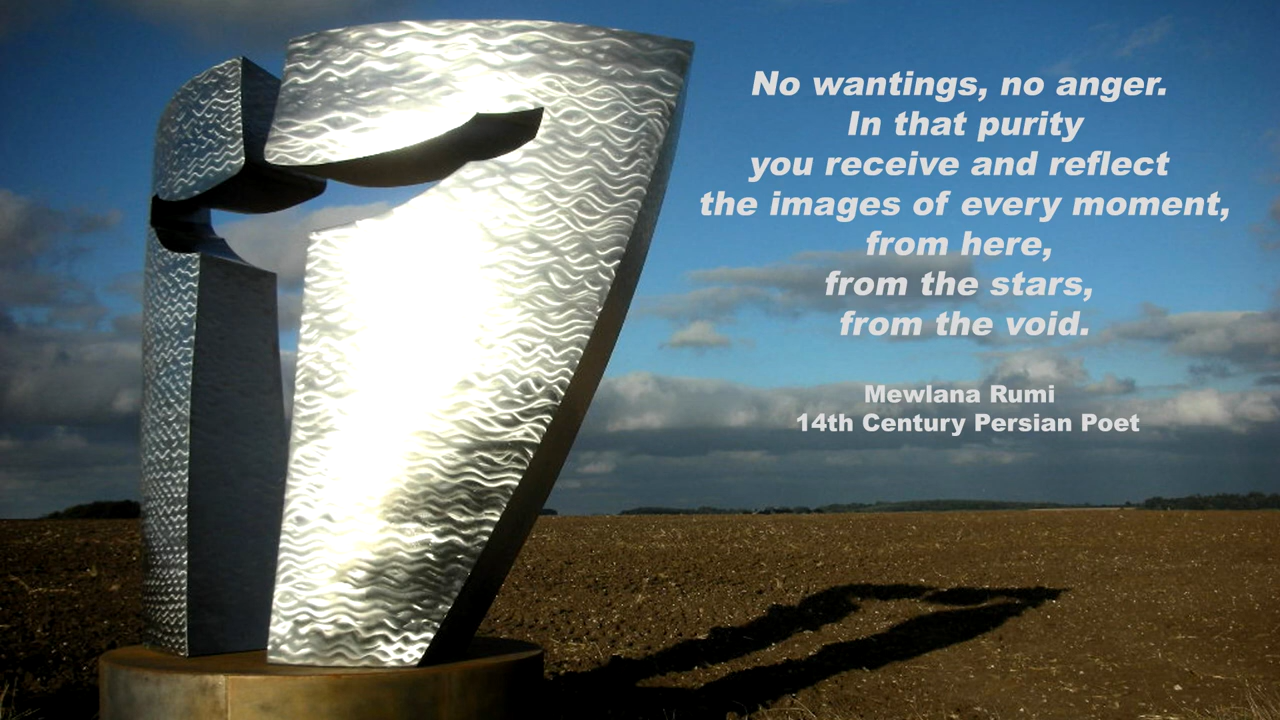 No wantings, no anger.
In that purity
you receive and reflect
the images of every moment,
from here,
from the stars,
from the void.
Mewlana Rumi
14th Century Persian Poet